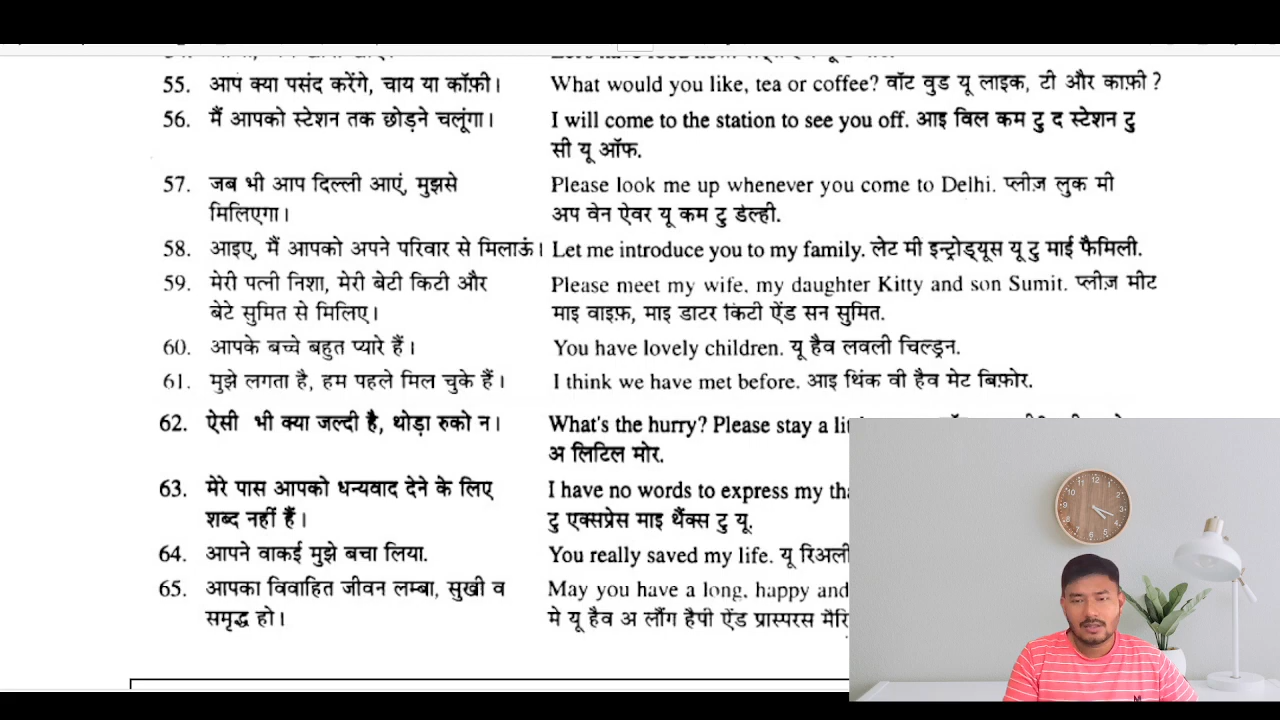 55. आप क्या पसंद करेंगे, चाय या कॉफ़ी। What would you like, tea or coffee? वॉट वुड यू लाइक, टी और काफ़ी ?
56. मैं आपको स्टेशन तक छोड़ने चलूंगा। I will come to the station to see you off. आइ विल कम टु द स्टेशन टु
सी यू ऑफ.
57. जब भी आप दिल्ली आएं, मुझसे Please look me up whenever you come to Delhi. प्लीज़ लुक मी
मिलिएगा। अप वेन ऐवर यू कम टु डेल्ही.
58. आइए, मैं आपको अपने परिवार से मिलाऊं। Let me introduce you to my family. लेट मी इन्ट्रोड्यूस यू टु माई फैमिली.
59. मेरी पत्नी निशा, मेरी बेटी किटी और Please meet my wife, my daughter Kitty and son Sumit. प्लीज़ मीट
बेटे सुमित से मिलिए। माइ वाइफ़, माइ डाटर किटी ऐंड सन सुमित.
60. आपके बच्चे बहुत प्यारे हैं। You have lovely children. यू हैव लवली चिल्ड्रन.
61. मुझे लगता है, हम पहले मिल चुके हैं। I think we have met before. आइ थिंक वी हैव मेट बिफ़ोर.
62. ऐसी भी क्या जल्दी है, थोड़ा रुको न। What's the hurry? Please stay a
अ लिटिल मोर.
63. मेरे पास आपको धन्यवाद देने के लिए I have no words to express my
शब्द नहीं हैं। टु एक्सप्रेस माइ थैंक्स टु यू.
64. आपने वाकई मुझे बचा लिया. You really saved my life. यू रिअली
65. आपका विवाहित जीवन लम्बा, सुखी व May you have a long, happy and
समृद्ध हो। मे यू हैव अ लौंग हैपी ऐंड प्रास्परस